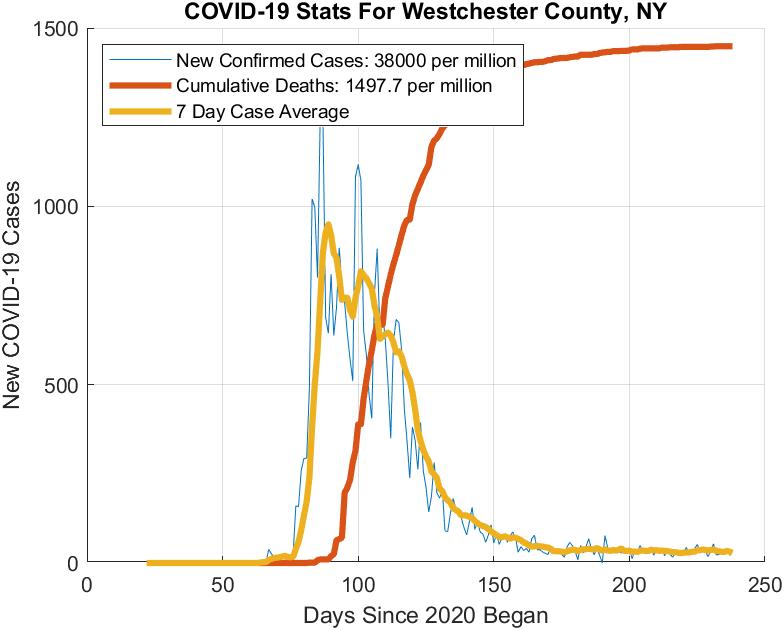 COVID-19 Stats For Westchester County, NY
1500
New Confirmed Cases: 38000 per million
Cumulative Deaths: 1497.7 per million
7 Day Case Average
1000
New COVID-19 Cases
500
0
0 50 100 150 200 250
Days Since 2020 Began